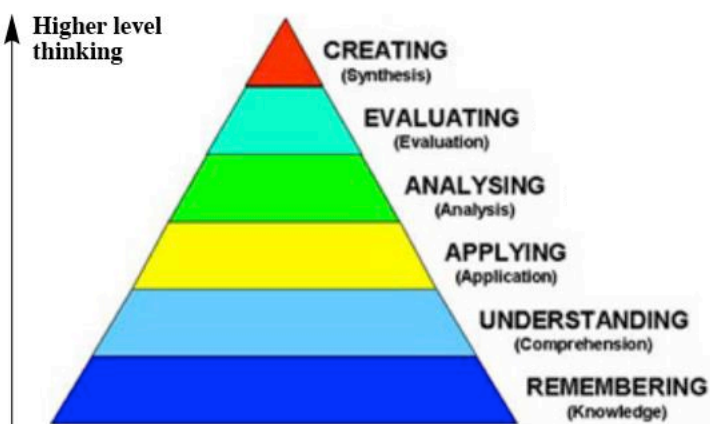 Higher level
thinking
CREATING
(Synthesis)
EVALUATING
(Evaluation)
ANALYSING
(Analysis)
APPLYING
(Application)
UNDERSTANDING
(Comprehension)
REMEMBERING
(Knowledge)